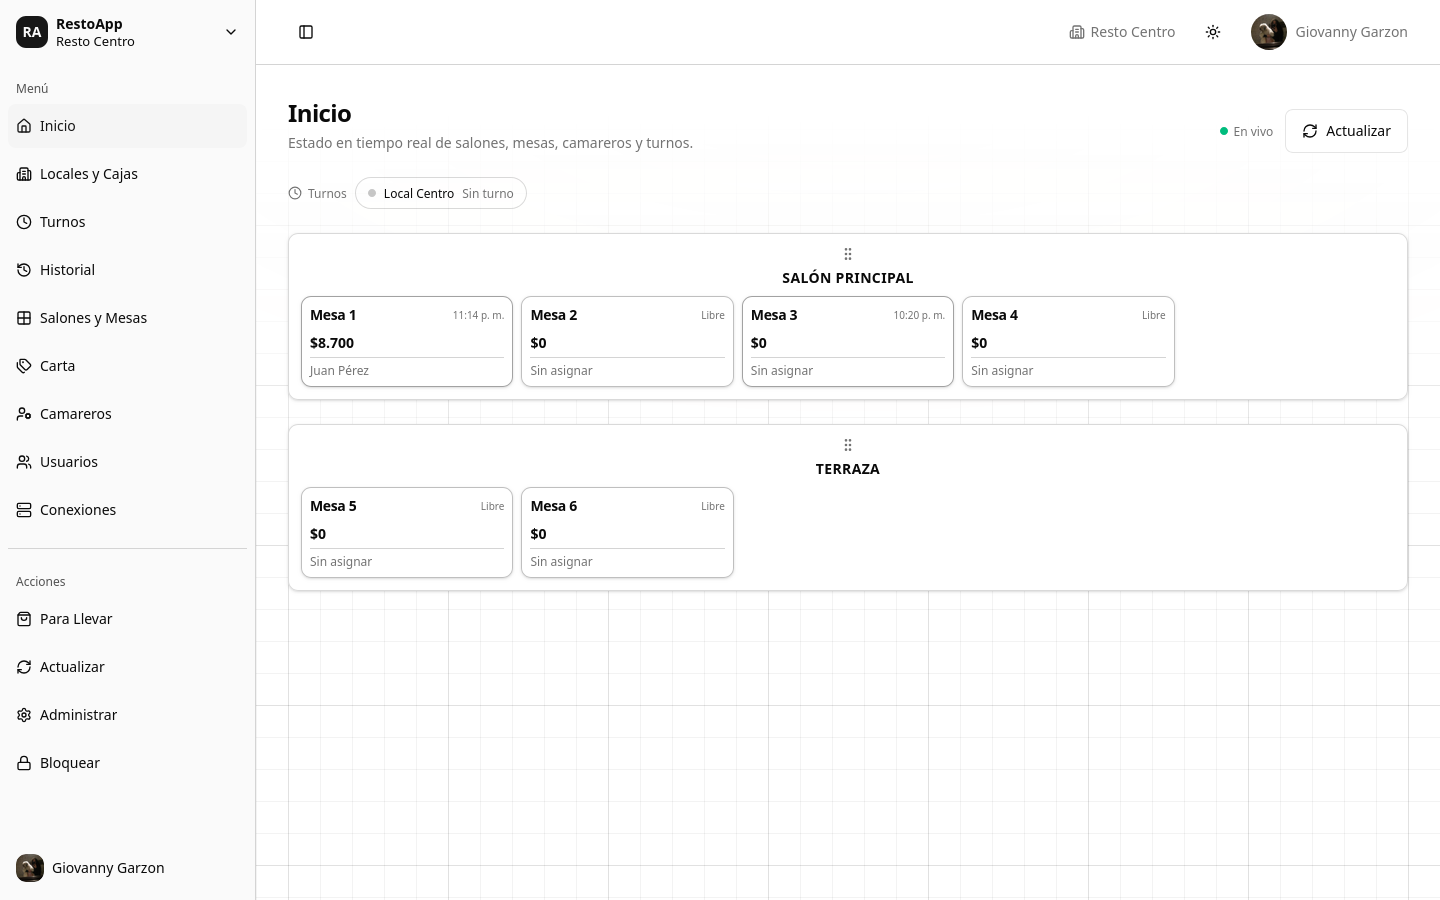 RA
RestoApp
Resto Centro
Menú
Inicio
Locales y Cajas
Turnos
Historial
Salones y Mesas
Carta
Camareros
Usuarios
Conexiones
Acciones
Para Llevar
Actualizar
Administrar
Bloquear
Giovanny Garzon
Resto Centro
Giovanny Garzon
Inicio
Estado en tiempo real de salones, mesas, camareros y turnos.
En vivo
Actualizar
Turnos
Local Centro Sin turno
SALÓN PRINCIPAL
Mesa 1 11:14 p. m.
$8.700
Juan Pérez
Mesa 2 Libre
$0
Sin asignar
Mesa 3 10:20 p. m.
$0
Sin asignar
Mesa 4 Libre
$0
Sin asignar
TERRAZA
Mesa 5 Libre
$0
Sin asignar
Mesa 6 Libre
$0
Sin asignar